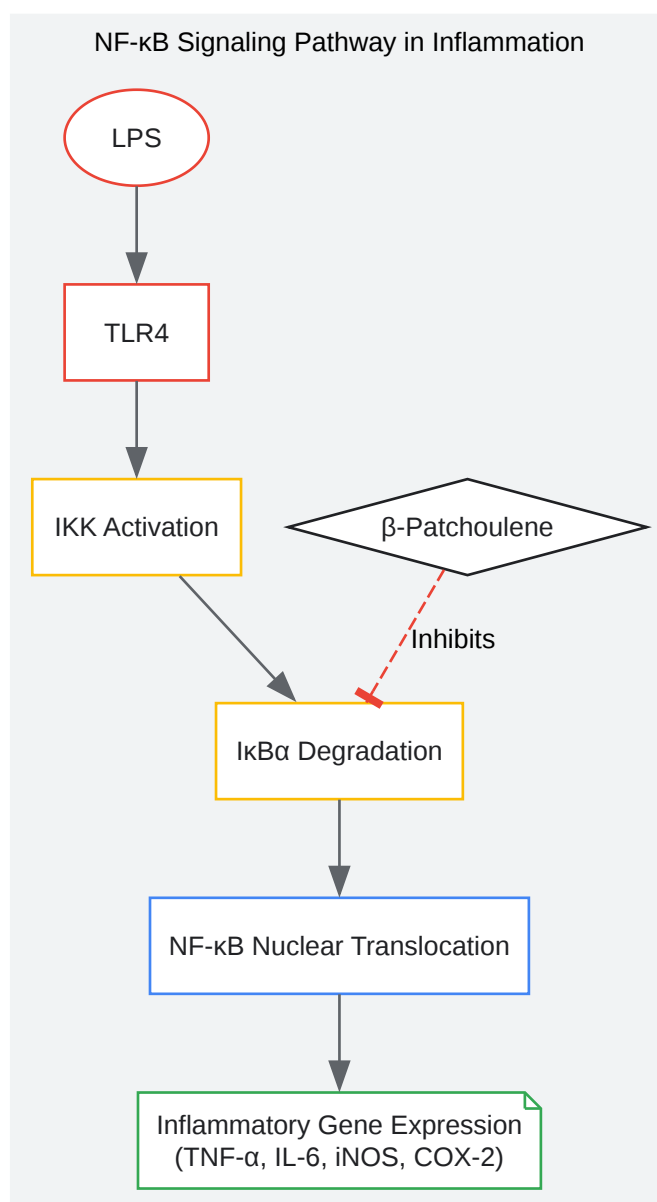 NF-κB Signaling Pathway in Inflammation
LPS
TLR4
IKK Activation
β-Patchoulene
Inhibits
IκBα Degradation
NF-κB Nuclear Translocation
Inflammatory Gene Expression
(TNF-α, IL-6, iNOS, COX-2)